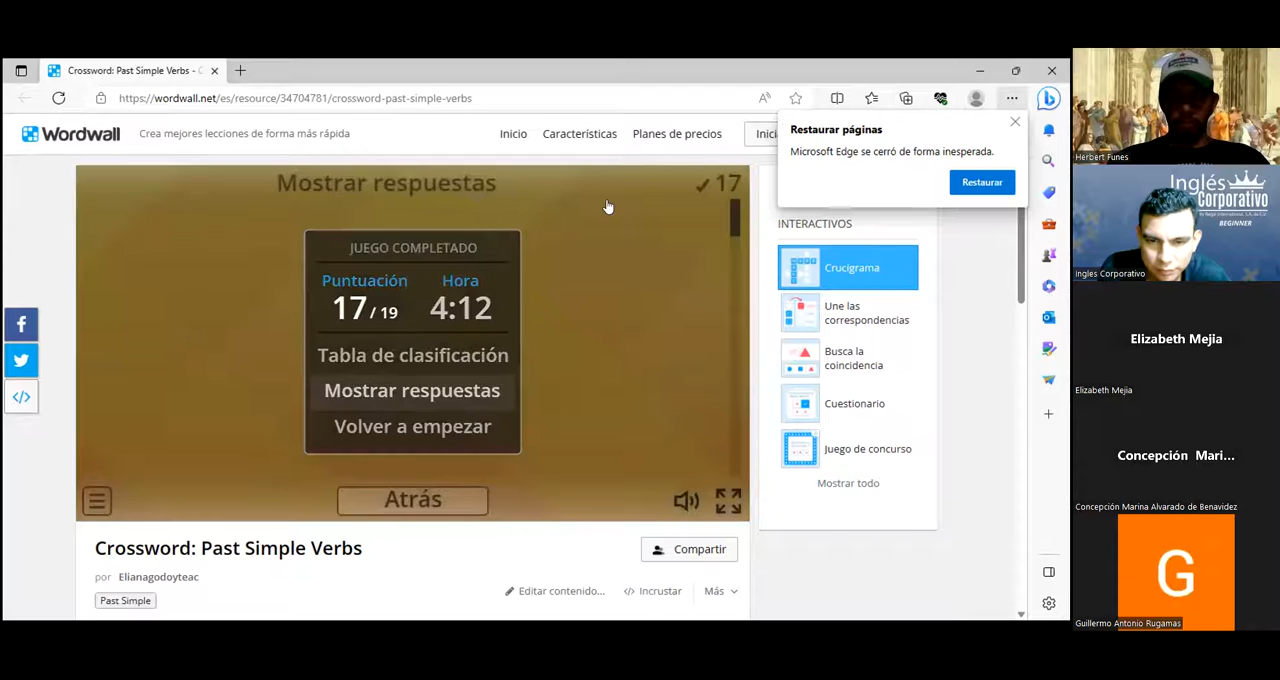 Crossword: Past Simple Verbs - C
https://wordwall.net/es/resource/34704781/crossword-past-simple-verbs
Wordwall
Crea mejores lecciones de forma más rápida
Inicio
Características
Planes de precios
Restaurar páginas
Microsoft Edge se cerró de forma inesperada.
Restaurar
Mostrar respuestas
✓ 17
JUEGO COMPLETADO
Puntuación Hora
17 / 19 4:12
Tabla de clasificación
Mostrar respuestas
Volver a empezar
Atrás
INTERACTIVOS
Crucigrama
Une las
correspondencias
Busca la
coincidencia
Cuestionario
Juego de concurso
Mostrar todo
Crossword: Past Simple Verbs
Compartir
por Elianagodoyteac
Editar contenido...
Incrustar
Más
Past Simple
Herbert Funes
Inglés
Corporativo
BEGINNER
Ingles Corporativo
Elizabeth Mejia
Elizabeth Mejia
Concepción Mari...
Concepción Marina Alvarado de Benavidez
G
Guillermo Antonio Rugamas